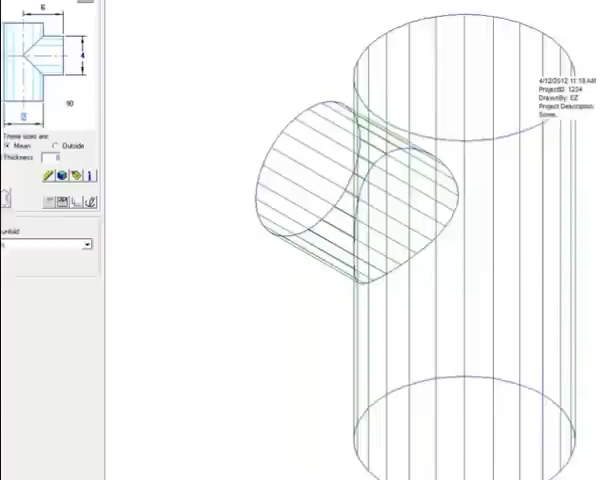 6
4
90
These sizes are:
Mean Outside
Thickness 0
unfold
4/12/2012 11:18 AM
ProjectID: 1234
DrawnBy: EZ
Project Description:
Some,